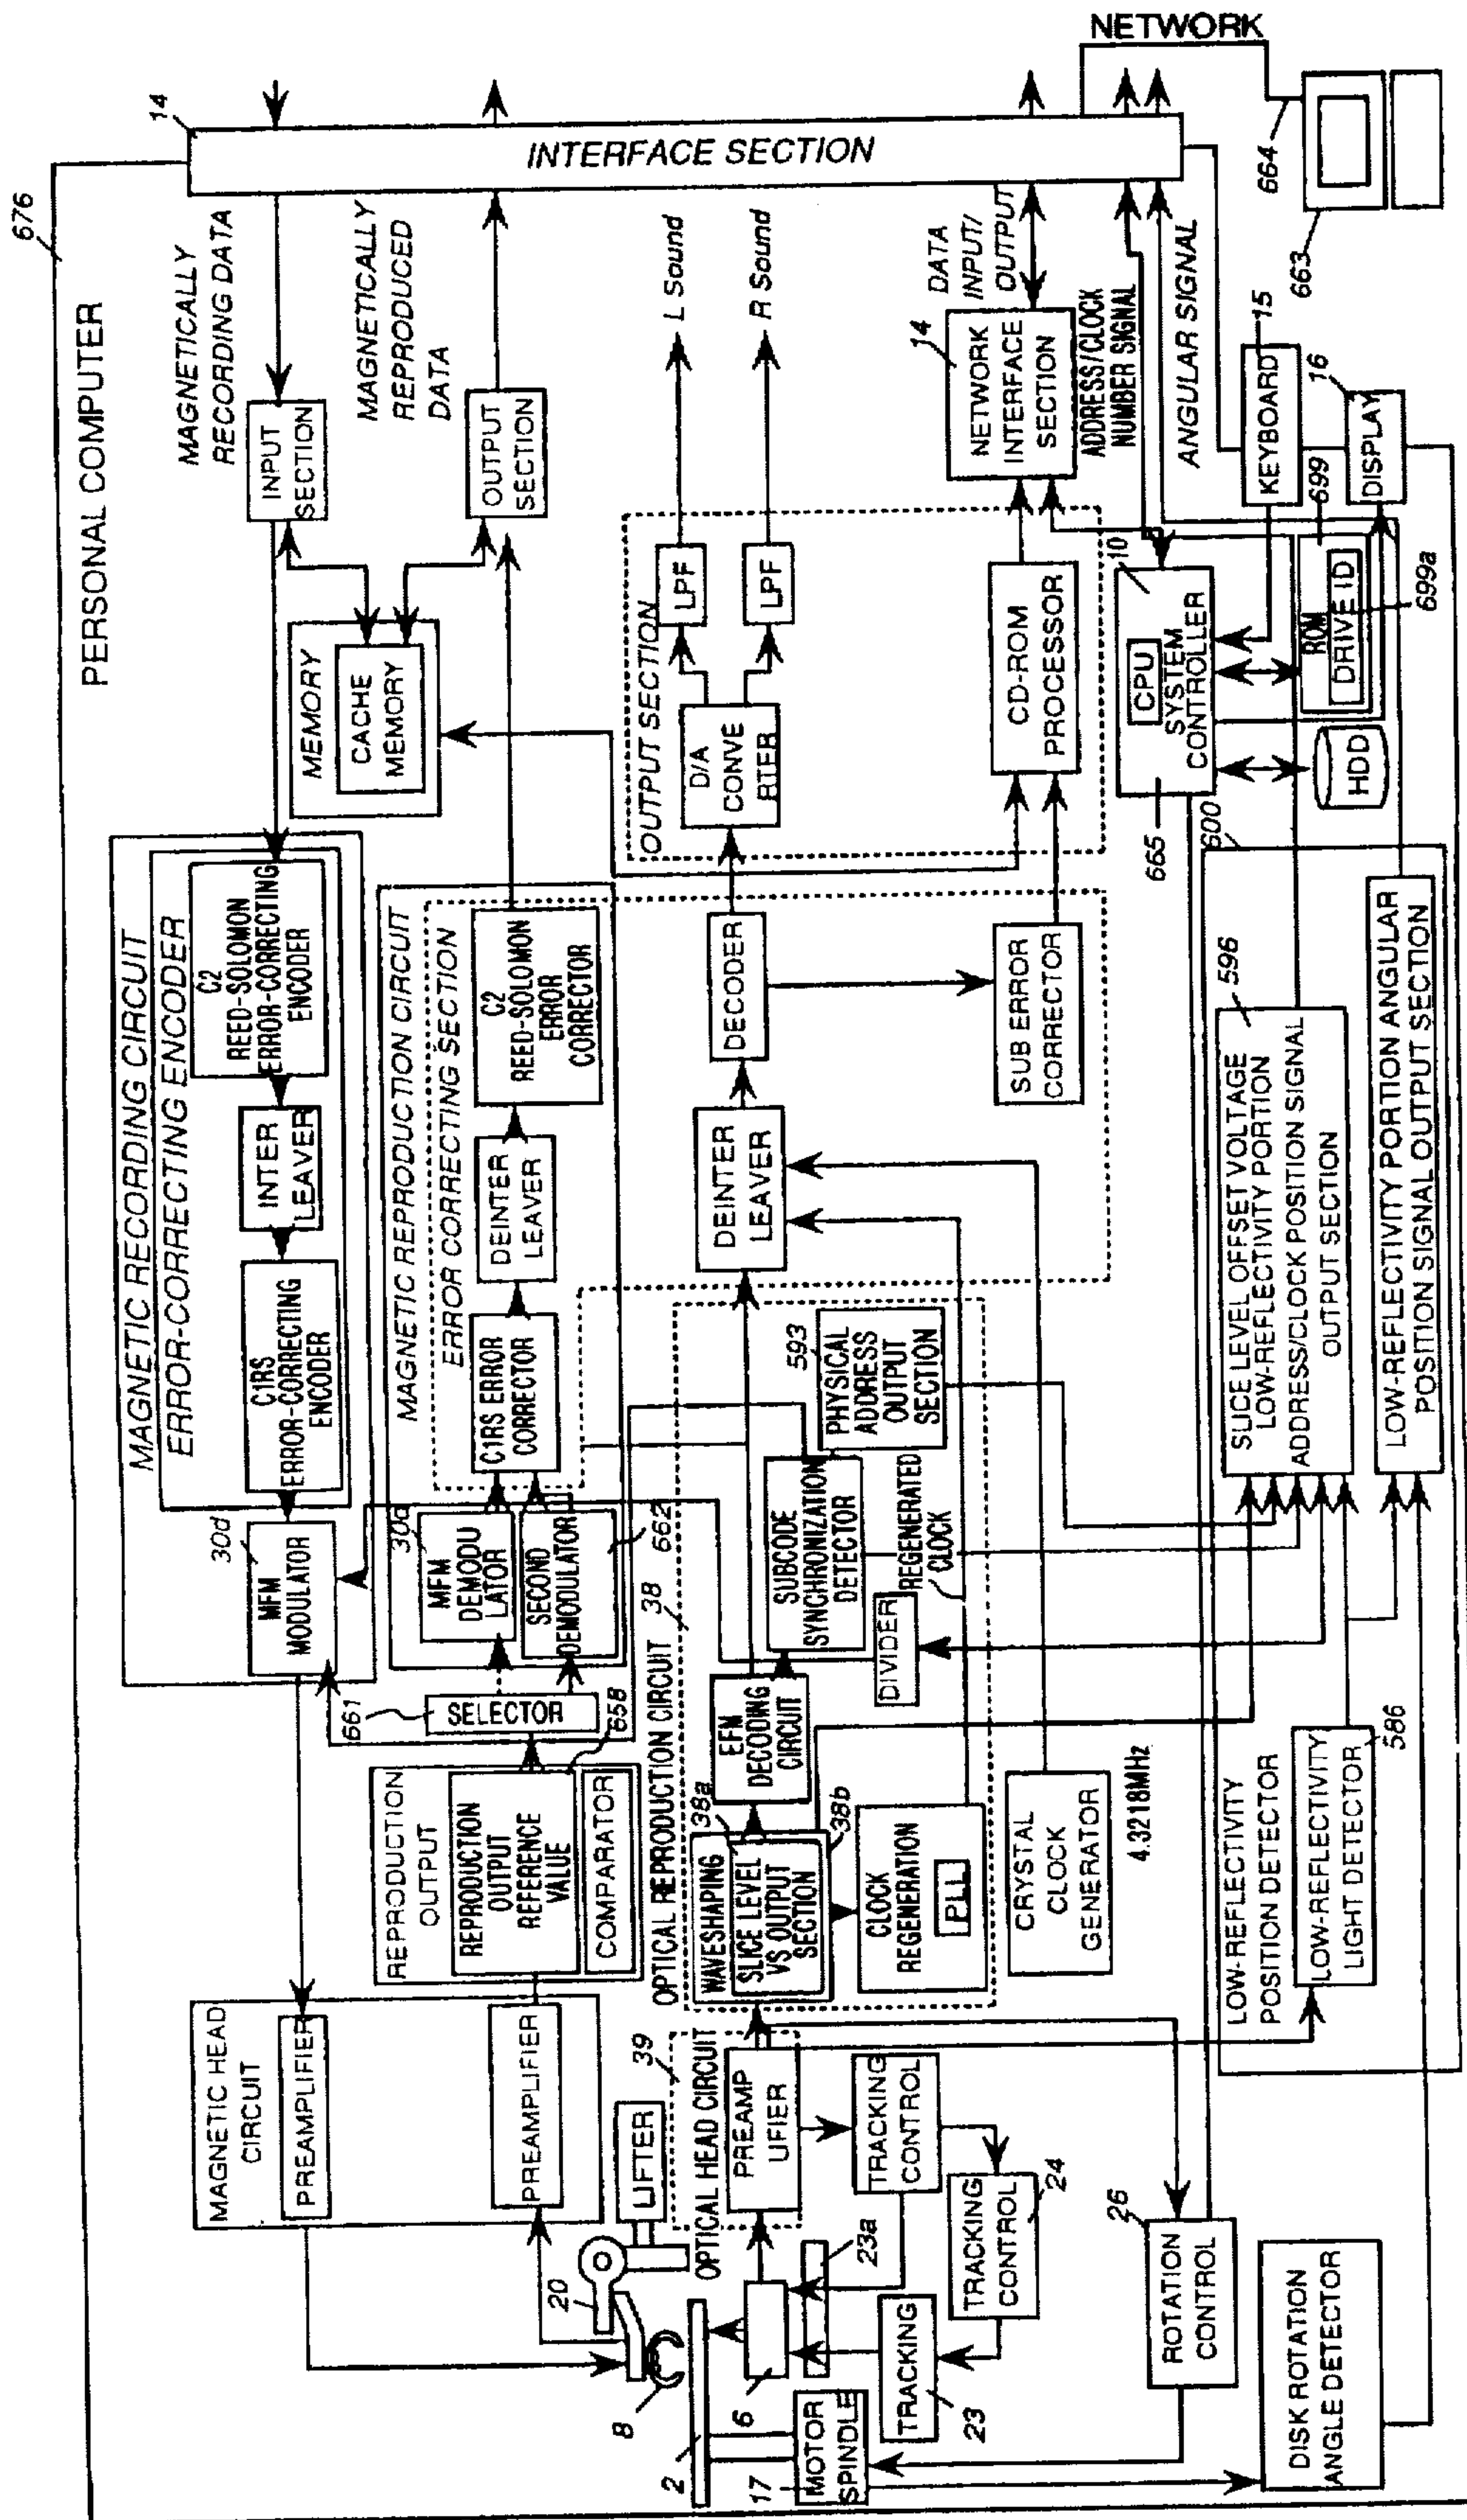 676
PERSONAL COMPUTER
14
INTERFACE SECTION
NETWORK
664
663
MAGNETICALLY
RECORDING DATA
MAGNETICALLY
REPRODUCED
DATA
L Sound
R Sound
DATA
INPUT/
OUTPUT
ADDRESS/CLOCK
NUMBER SIGNAL
ANGULAR SIGNAL
INPUT
SECTION
OUTPUT
SECTION
14
NETWORK
INTERFACE
SECTION
KEYBOARD
15
DISPLAY
16
MEMORY
CACHE
MEMORY
OUTPUT SECTION
D/A
CONVE
RTER
LPF
LPF
CD-ROM
PROCESSOR
10
CPU
SYSTEM
CONTROLLER
665
ROM
DRIVE ID
699
699a
HDD
600
MAGNETIC RECORDING CIRCUIT
ERROR-CORRECTING ENCODER
C2
REED-SOLOMON
ERROR-CORRECTING
ENCODER
INTER
LEAVER
C1RS
ERROR-CORRECTING
ENCODER
30d
MFM
MODULATOR
MAGNETIC REPRODUCTION CIRCUIT
ERROR CORRECTING SECTION
C2
REED-SOLOMON
ERROR
CORRECTOR
DEINTER
LEAVER
C1RS ERROR
CORRECTOR
MFM
DEMODU
LATOR
SECOND
DEMODULATOR
662
661
SELECTOR
658
DECODER
SUB ERROR
CORRECTOR
DEINTER
LEAVER
REPRODUCTION
OUTPUT
REPRODUCTION
OUTPUT
REFERENCE
VALUE
COMPARATOR
OPTICAL REPRODUCTION CIRCUIT
38
593
PHYSICAL
ADDRESS
OUTPUT
SECTION
SUBCODE
SYNCHRONIZATION
DETECTOR
REGENERATED
CLOCK
DIVIDER
EFM
DECODING
CIRCUIT
38a
38b
WAVESHAPING
SLICE LEVEL
VS OUTPUT
SECTION
CLOCK
REGENERATION
PLL
CRYSTAL
CLOCK
GENERATOR
4.3218MHz
596
SLICE LEVEL OFFSET VOLTAGE
LOW-REFLECTIVITY PORTION
ADDRESS/CLOCK POSITION SIGNAL
OUTPUT SECTION
LOW-REFLECTIVITY PORTION ANGULAR
POSITION SIGNAL OUTPUT SECTION
LOW-REFLECTIVITY
POSITION DETECTOR
LOW-REFLECTIVITY
LIGHT DETECTOR
586
MAGNETIC HEAD
CIRCUIT
PREAMPLIFIER
PREAMPLIFIER
LIFTER
20
8
2
6
17
MOTOR
SPINDLE
39
OPTICAL HEAD CIRCUIT
PREAMP
LIFIER
23a
TRACKING
CONTROL
TRACKING
CONTROL
24
TRACKING
23
26
ROTATION
CONTROL
DISK ROTATION
ANGLE DETECTOR